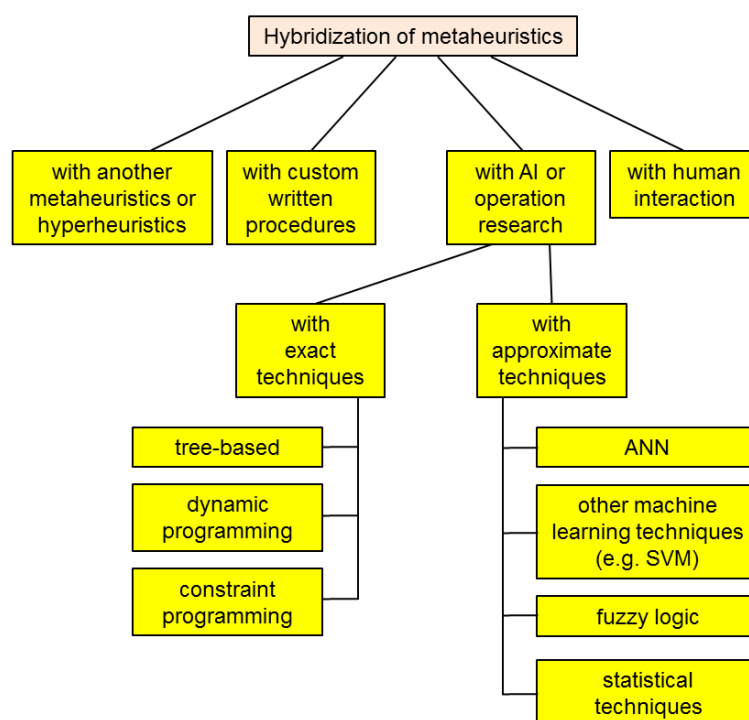 Hybridization of metaheuristics
with another
metaheuristics or
hyperheuristics
with custom
written
procedures
with AI or
operation
research
with human
interaction
with
exact
techniques
with
approximate
techniques
tree-based
dynamic
programming
constraint
programming
ANN
other machine
learning techniques
(e.g. SVM)
fuzzy logic
statistical
techniques